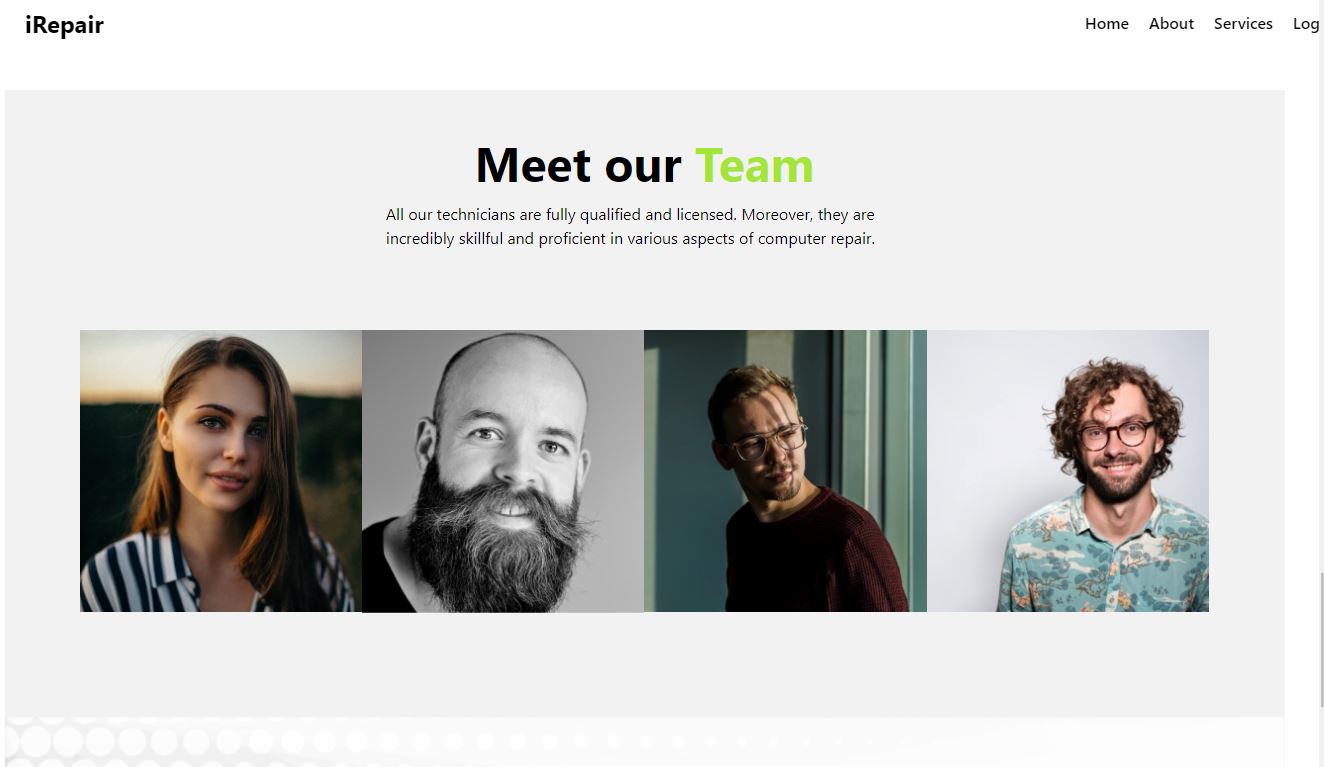 iRepair
Home About Services Log
Meet our Team
All our technicians are fully qualified and licensed. Moreover, they are
incredibly skillful and proficient in various aspects of computer repair.